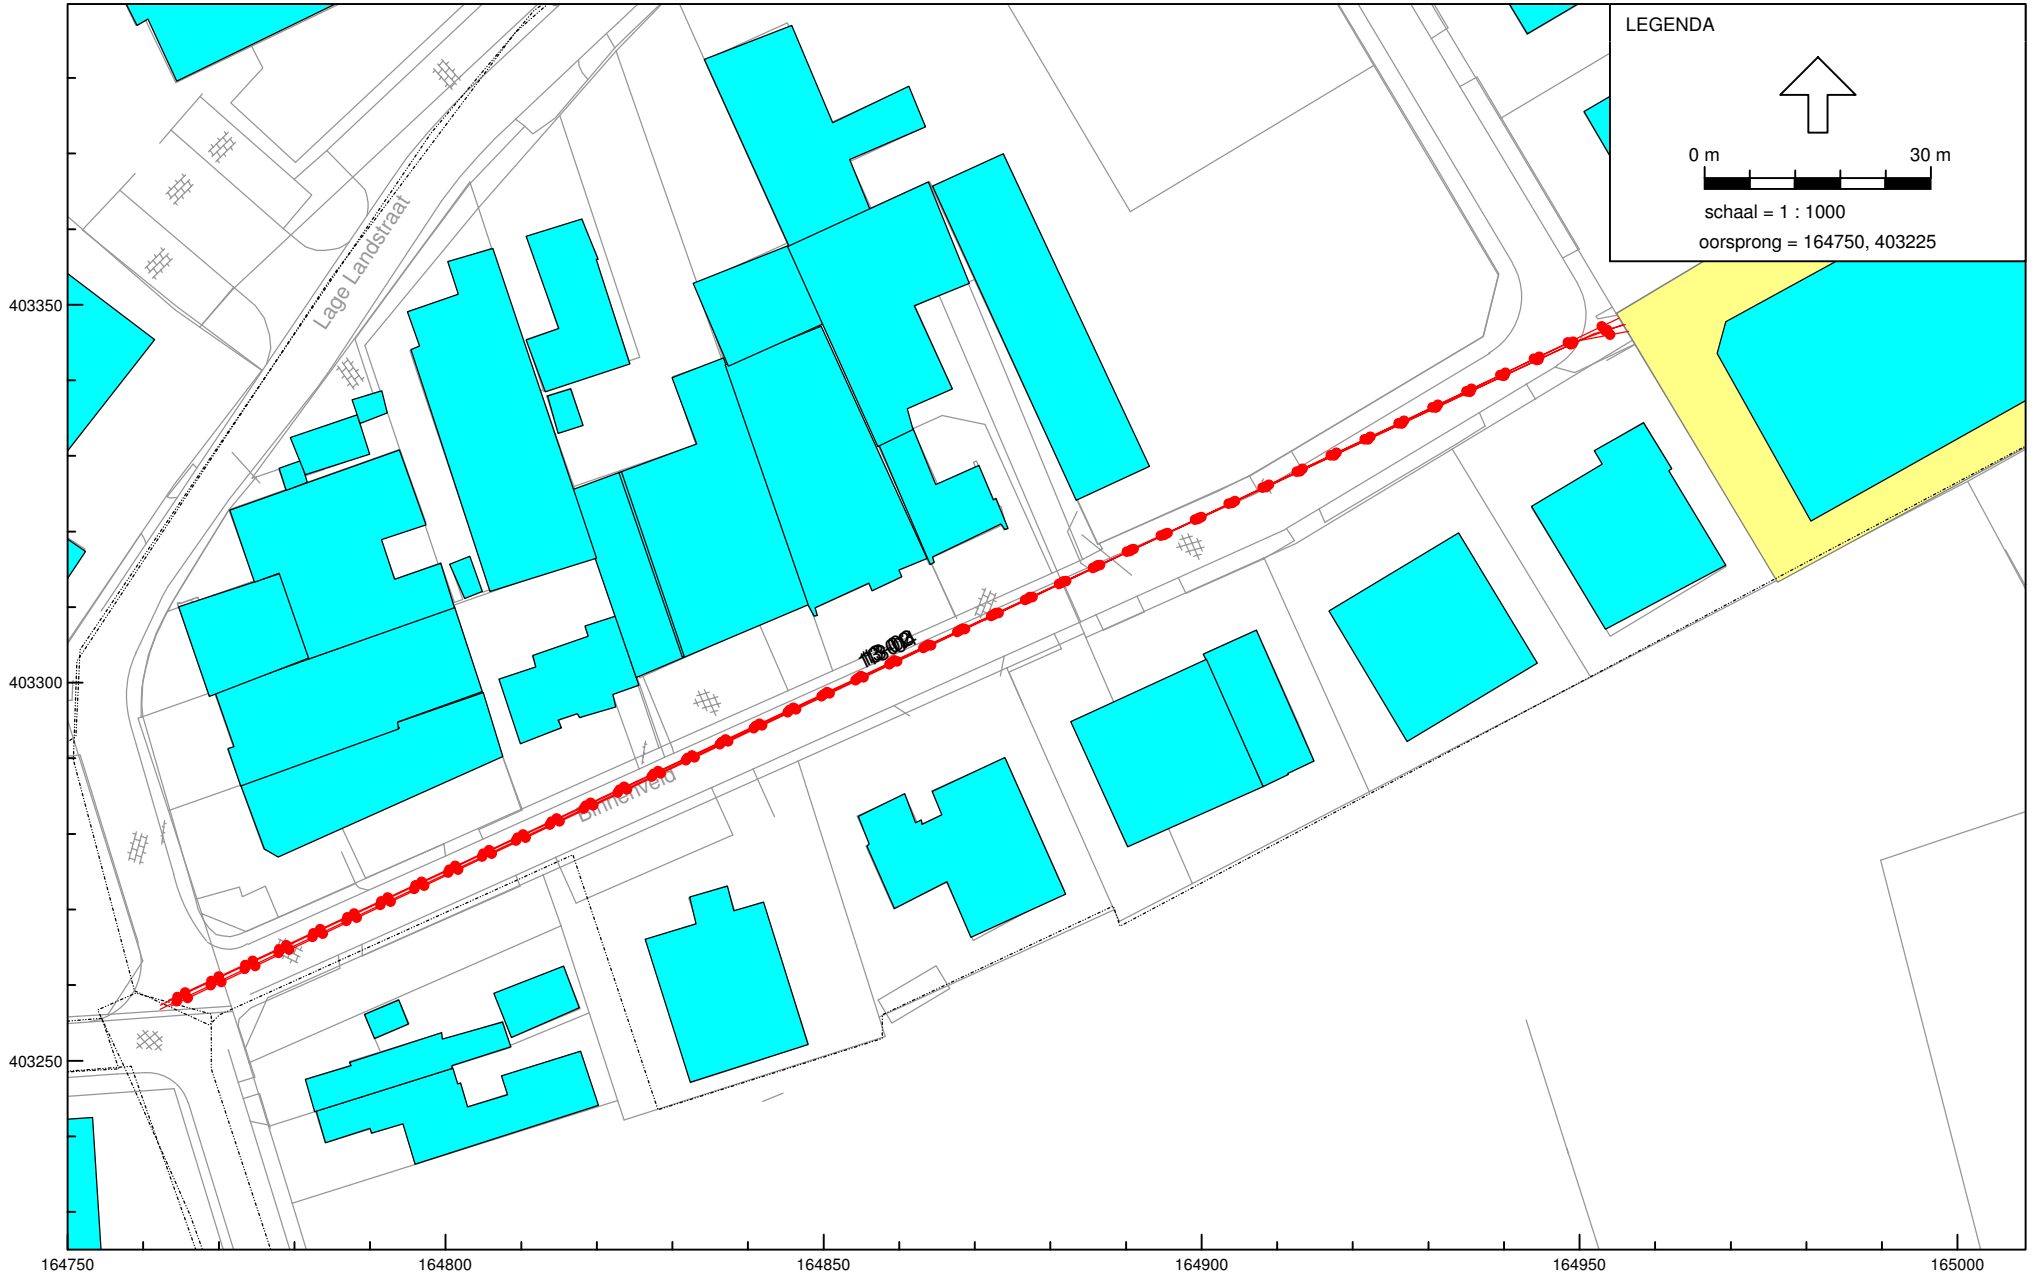 LEGENDA
0 m 30 m
schaal = 1 : 1000
oorsprong = 164750, 403225
Lage Landstraat
403350
403300
Binnenveld
403250
164750 164800 164850 164900 164950 165000